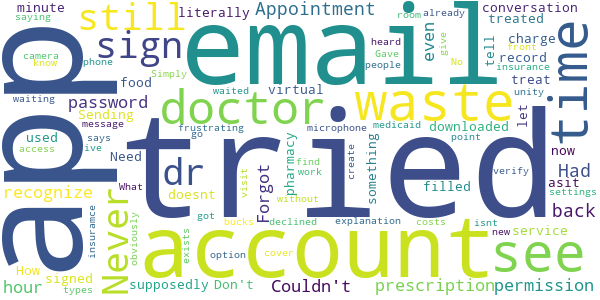 minute
saying
still
literally
Appointment
conversation
already
treated
room
camera
know
phone
sign
email
heard
people
Gave
even
tell
give
charge
No
front
record
insurance
time
app
waiting
food
Simply
virtual
treat
unity
password
waited
waste
let
Sending
doctor
message
used
says
go
frustrating
microphone
medicaid
downloaded
access
ive
Need
tried
dr
pharmacy
find
work
create
something
point
now
What
doesnt
Forgot
visit
without
verify
Had
asit
settings
recognize
Never
account
filled
see
back
insuramce
got
bucks
declined
explanation
costs
isnt
new
service
How
signed
obviously
exists
option
cover
hour
types
supposedly
Don't
Couldn't
prescription
permission